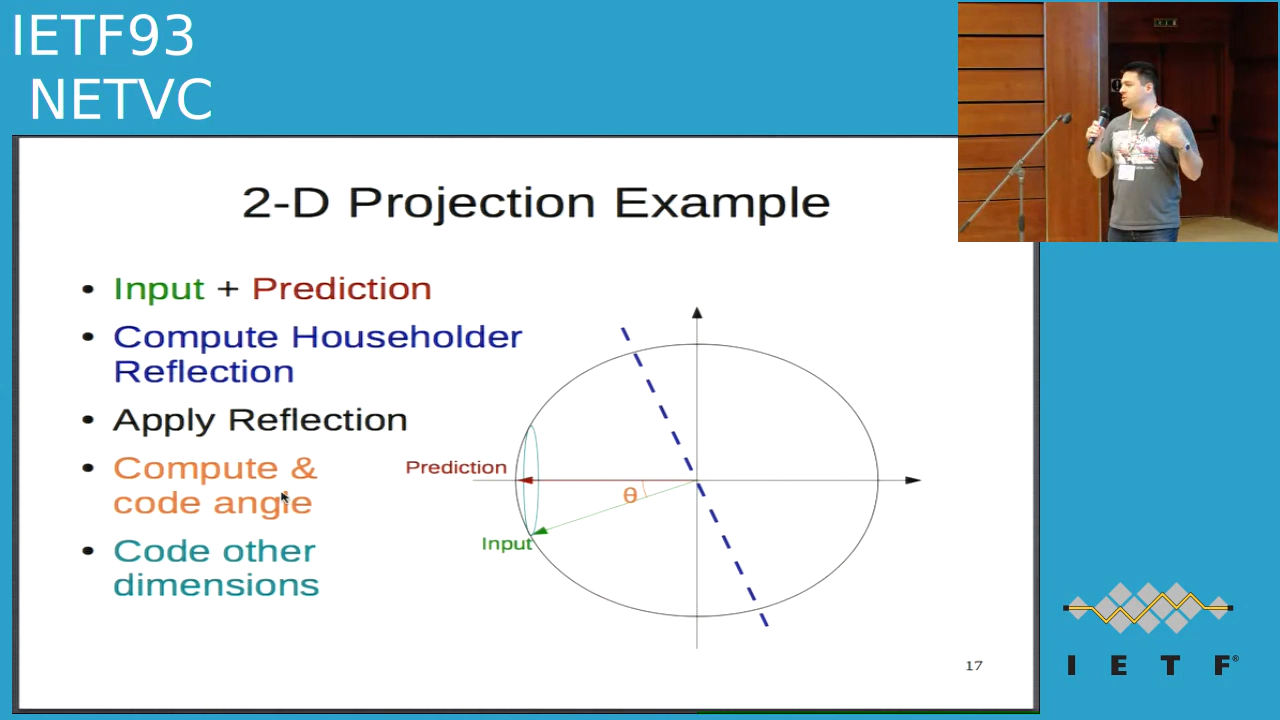 IETF93
NETVC
2-D Projection Example
• Input + Prediction
• Compute Householder
Reflection
• Apply Reflection
• Compute &
code angle
• Code other
dimensions
Prediction
θ
Input
17
I E T F®